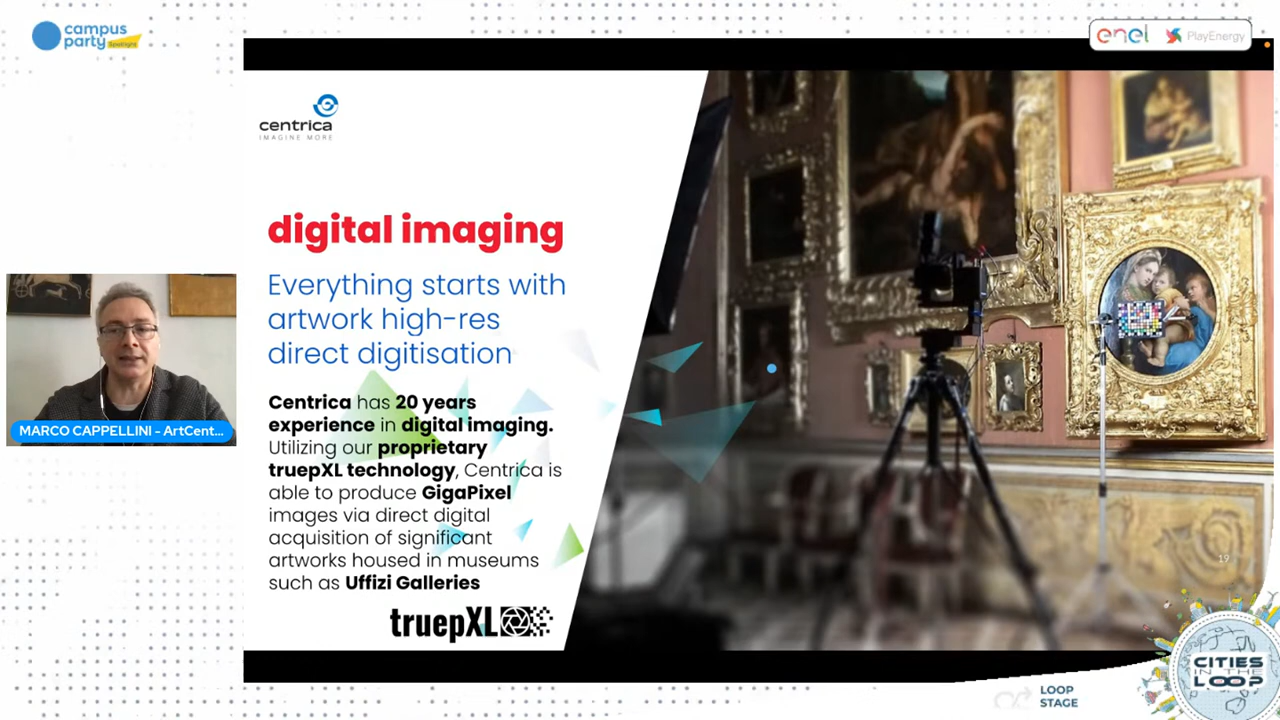 campus
party
Spotlight
enel
PlayEnergy
centrica
IMAGINE MORE
digital imaging
Everything starts with
artwork high-res
direct digitisation
Centrica has 20 years
experience in digital imaging.
Utilizing our proprietary
truepXL technology, Centrica is
able to produce GigaPixel
images via direct digital
acquisition of significant
artworks housed in museums
such as Uffizi Galleries
truepXL
MARCO CAPPELLINI - ArtCent...
19
CITIES
IN THE
LOOP
LOOP
STAGE